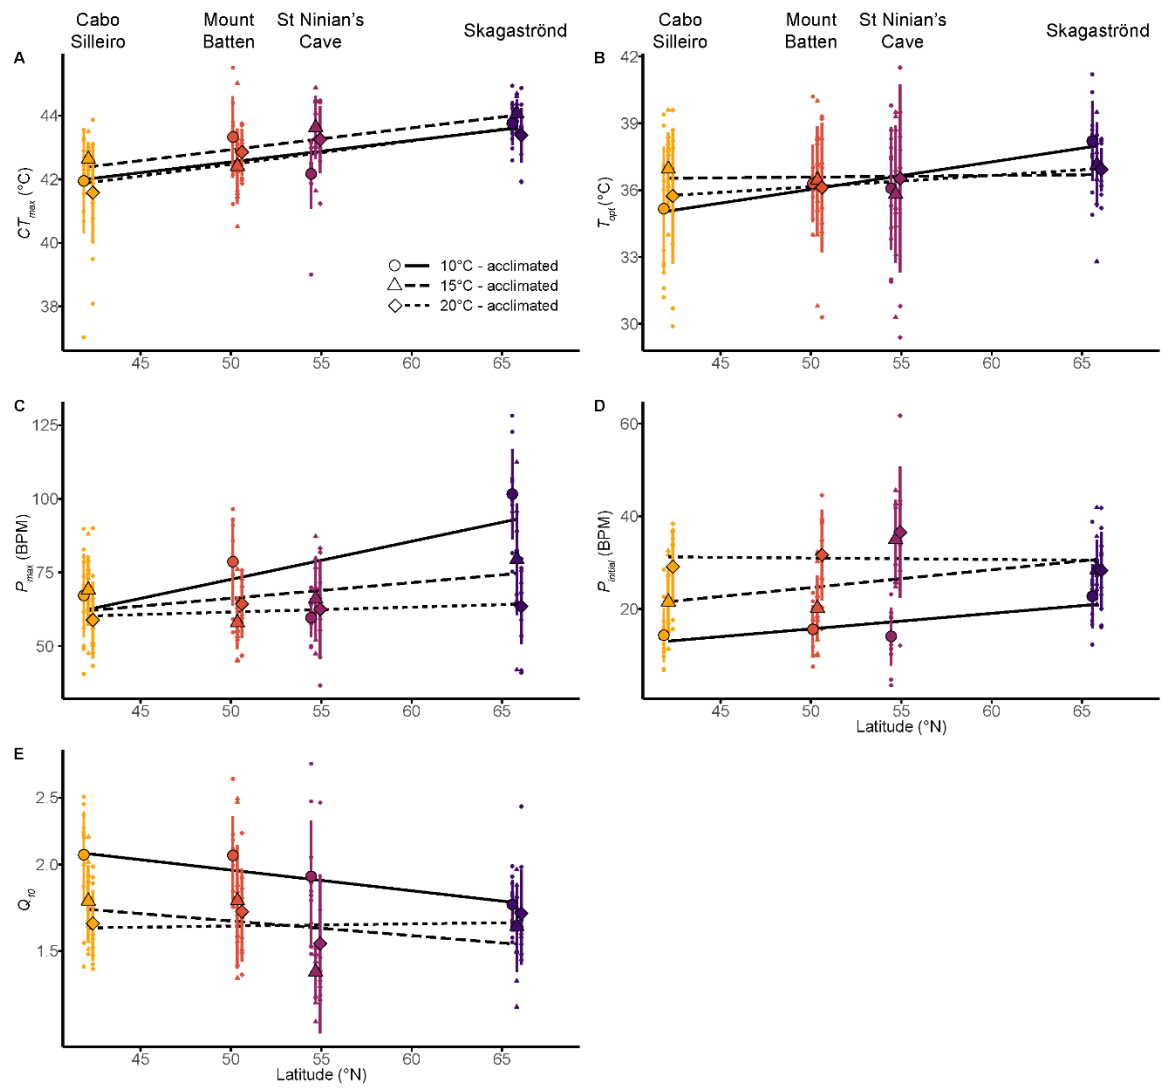 Cabo
Silleiro
Mount
Batten
St Ninian's
Cave
Skagaströnd
Cabo
Silleiro
Mount
Batten
St Ninian's
Cave
Skagaströnd
A
CTmax (°C)
44
42
40
38
45
50
55
60
65
10°C - acclimated
15°C - acclimated
20°C - acclimated
B
Topt (°C)
42
39
36
33
30
45
50
55
60
65
C
Pmax (BPM)
125
100
75
50
45
50
55
60
65
D
Pinitial (BPM)
60
40
20
45
50
55
60
65
Latitude (°N)
E
Q10
2.5
2.0
1.5
45
50
55
60
65
Latitude (°N)